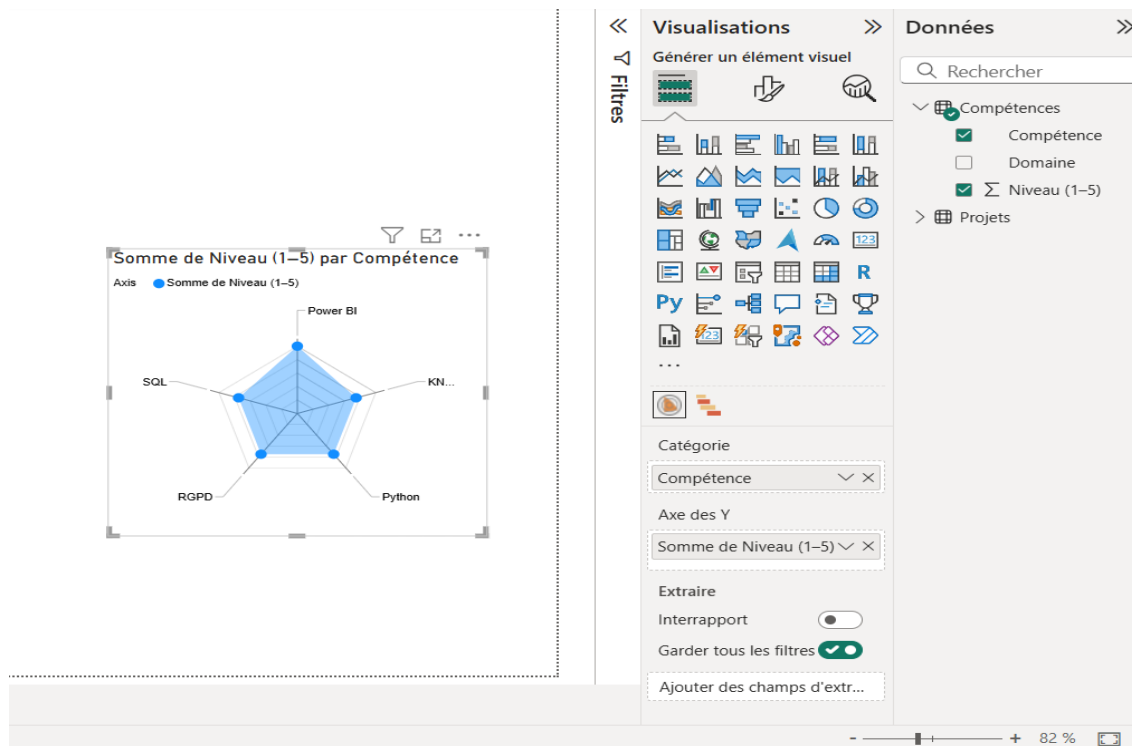 Somme de Niveau (1–5) par Compétence
Axis Somme de Niveau (1–5)
Power BI
SQL
KN...
RGPD
Python
Filtres
Visualisations
Générer un élément visuel
123
R
Py
123
...
Catégorie
Compétence
Axe des Y
Somme de Niveau (1–5)
Extraire
Interrapport
Garder tous les filtres
Ajouter des champs d'extr...
Données
Rechercher
Compétences
Compétence
Domaine
Σ Niveau (1–5)
Projets
- + 82 %